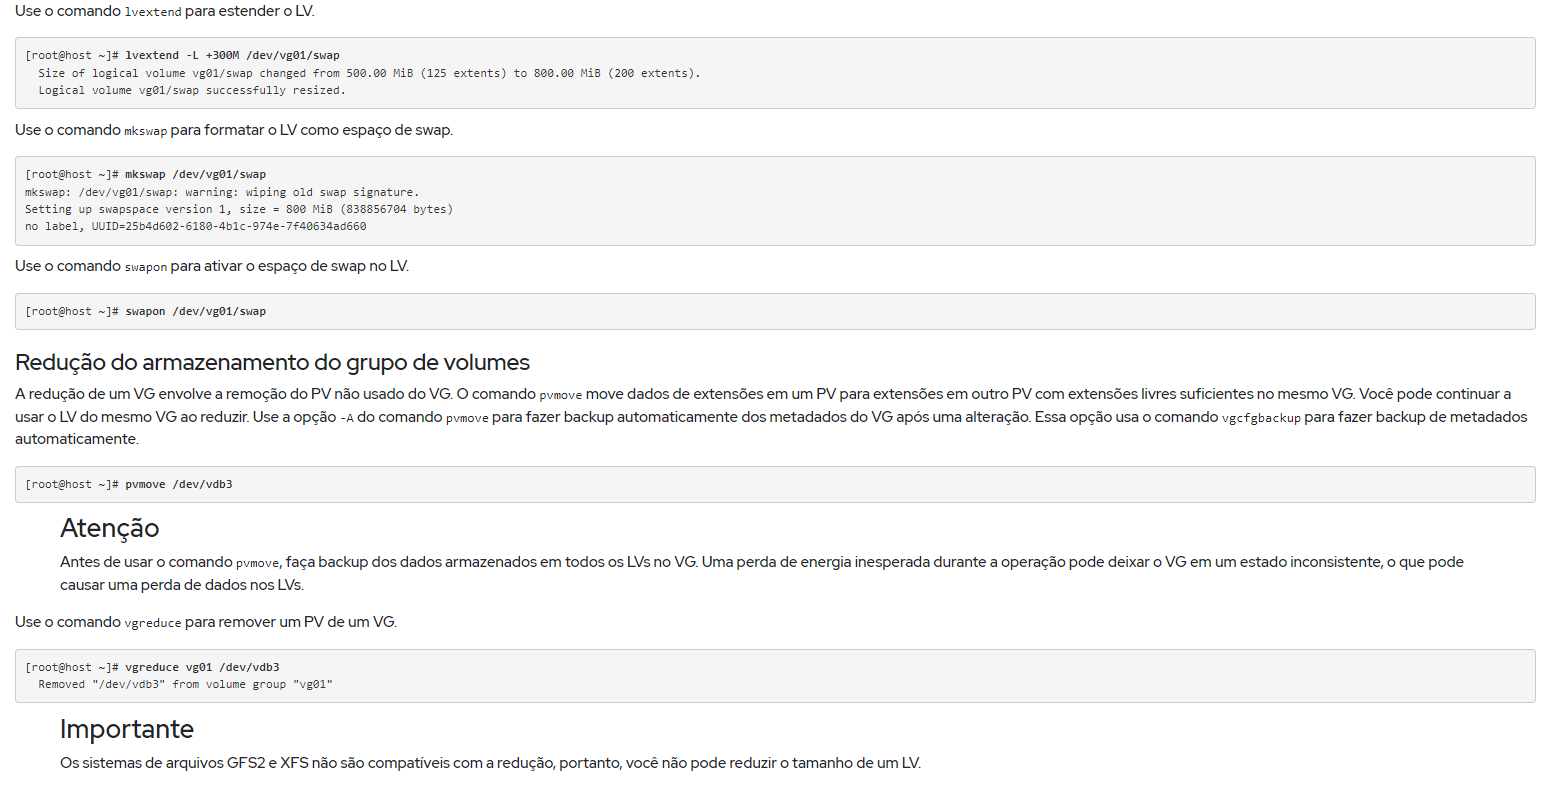 Use o comando lvextend para estender o LV.
[root@host ~]# lvextend -L +300M /dev/vg01/swap
  Size of logical volume vg01/swap changed from 500.00 MiB (125 extents) to 800.00 MiB (200 extents).
  Logical volume vg01/swap successfully resized.
Use o comando mkswap para formatar o LV como espaço de swap.
[root@host ~]# mkswap /dev/vg01/swap
mkswap: /dev/vg01/swap: warning: wiping old swap signature.
Setting up swapspace version 1, size = 800 MiB (838856704 bytes)
no label, UUID=25b4d602-6180-4b1c-974e-7f40634ad660
Use o comando swapon para ativar o espaço de swap no LV.
[root@host ~]# swapon /dev/vg01/swap
Redução do armazenamento do grupo de volumes
A redução de um VG envolve a remoção do PV não usado do VG. O comando pvmove move dados de extensões em um PV para extensões em outro PV com extensões livres suficientes no mesmo VG. Você pode continuar a
usar o LV do mesmo VG ao reduzir. Use a opção -A do comando pvmove para fazer backup automaticamente dos metadados do VG após uma alteração. Essa opção usa o comando vgcfgbackup para fazer backup de metadados
automaticamente.
[root@host ~]# pvmove /dev/vdb3
Atenção
Antes de usar o comando pvmove, faça backup dos dados armazenados em todos os LVs no VG. Uma perda de energia inesperada durante a operação pode deixar o VG em um estado inconsistente, o que pode
causar uma perda de dados nos LVs.
Use o comando vgreduce para remover um PV de um VG.
[root@host ~]# vgreduce vg01 /dev/vdb3
  Removed "/dev/vdb3" from volume group "vg01"
Importante
Os sistemas de arquivos GFS2 e XFS não são compatíveis com a redução, portanto, você não pode reduzir o tamanho de um LV.